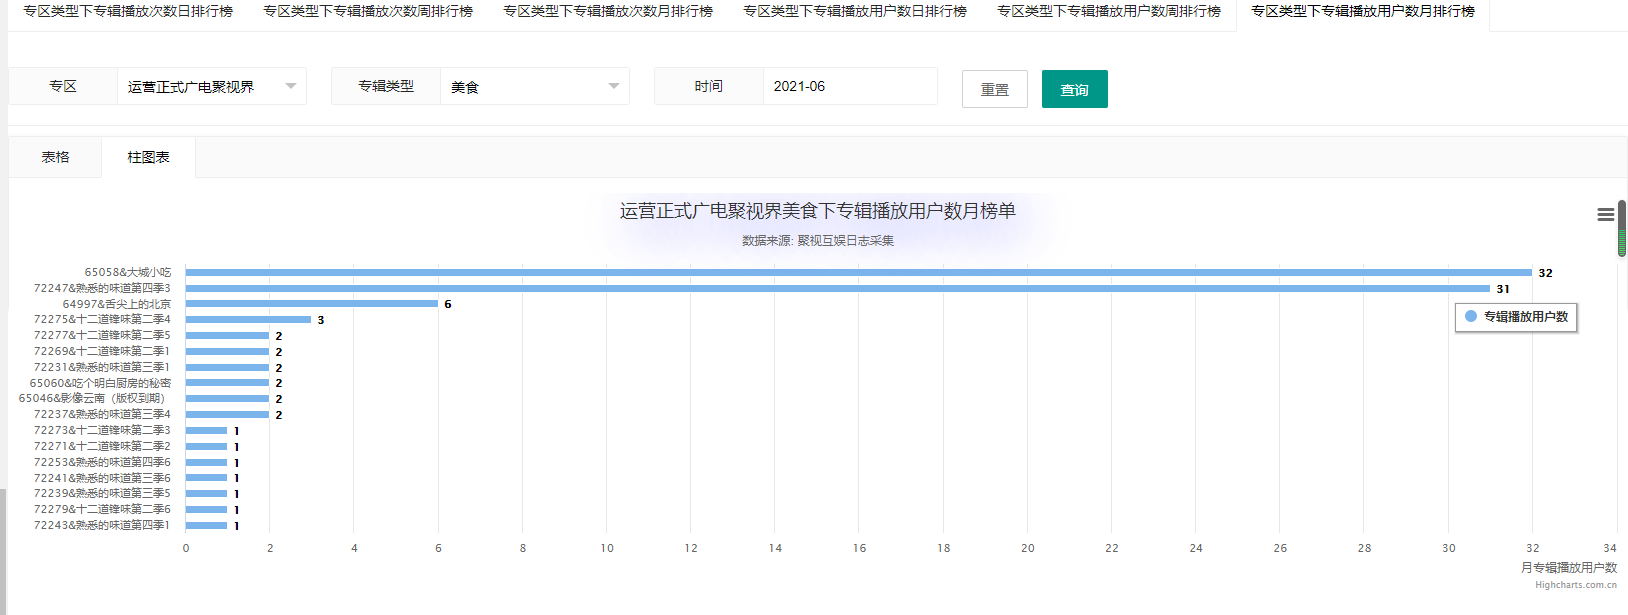 专区类型下专辑播放次数日排行榜 专区类型下专辑播放次数周排行榜 专区类型下专辑播放次数月排行榜 专区类型下专辑播放用户数日排行榜 专区类型下专辑播放用户数周排行榜 专区类型下专辑播放用户数月排行榜
专区 运营正式广电聚视界 专辑类型 美食 时间 2021-06 重置 查询
表格 柱图表
运营正式广电聚视界美食下专辑播放用户数月榜单
数据来源: 聚视互娱日志采集
65058&大城小吃 32
72247&熟悉的味道第四季3 31
64997&舌尖上的北京 6
专辑播放用户数
72275&十二道锋味第二季4 3
72277&十二道锋味第二季5 2
72269&十二道锋味第二季1 2
72231&熟悉的味道第三季1 2
65060&吃个明白厨房的秘密 2
65046&影像云南（版权到期） 2
72237&熟悉的味道第三季4 2
72273&十二道锋味第二季3 1
72271&十二道锋味第二季2 1
72253&熟悉的味道第四季6 1
72241&熟悉的味道第三季6 1
72239&熟悉的味道第三季5 1
72279&十二道锋味第二季6 1
72243&熟悉的味道第四季1 1
0 2 4 6 8 10 12 14 16 18 20 22 24 26 28 30 32 34
月专辑播放用户数
Highcharts.com.cn